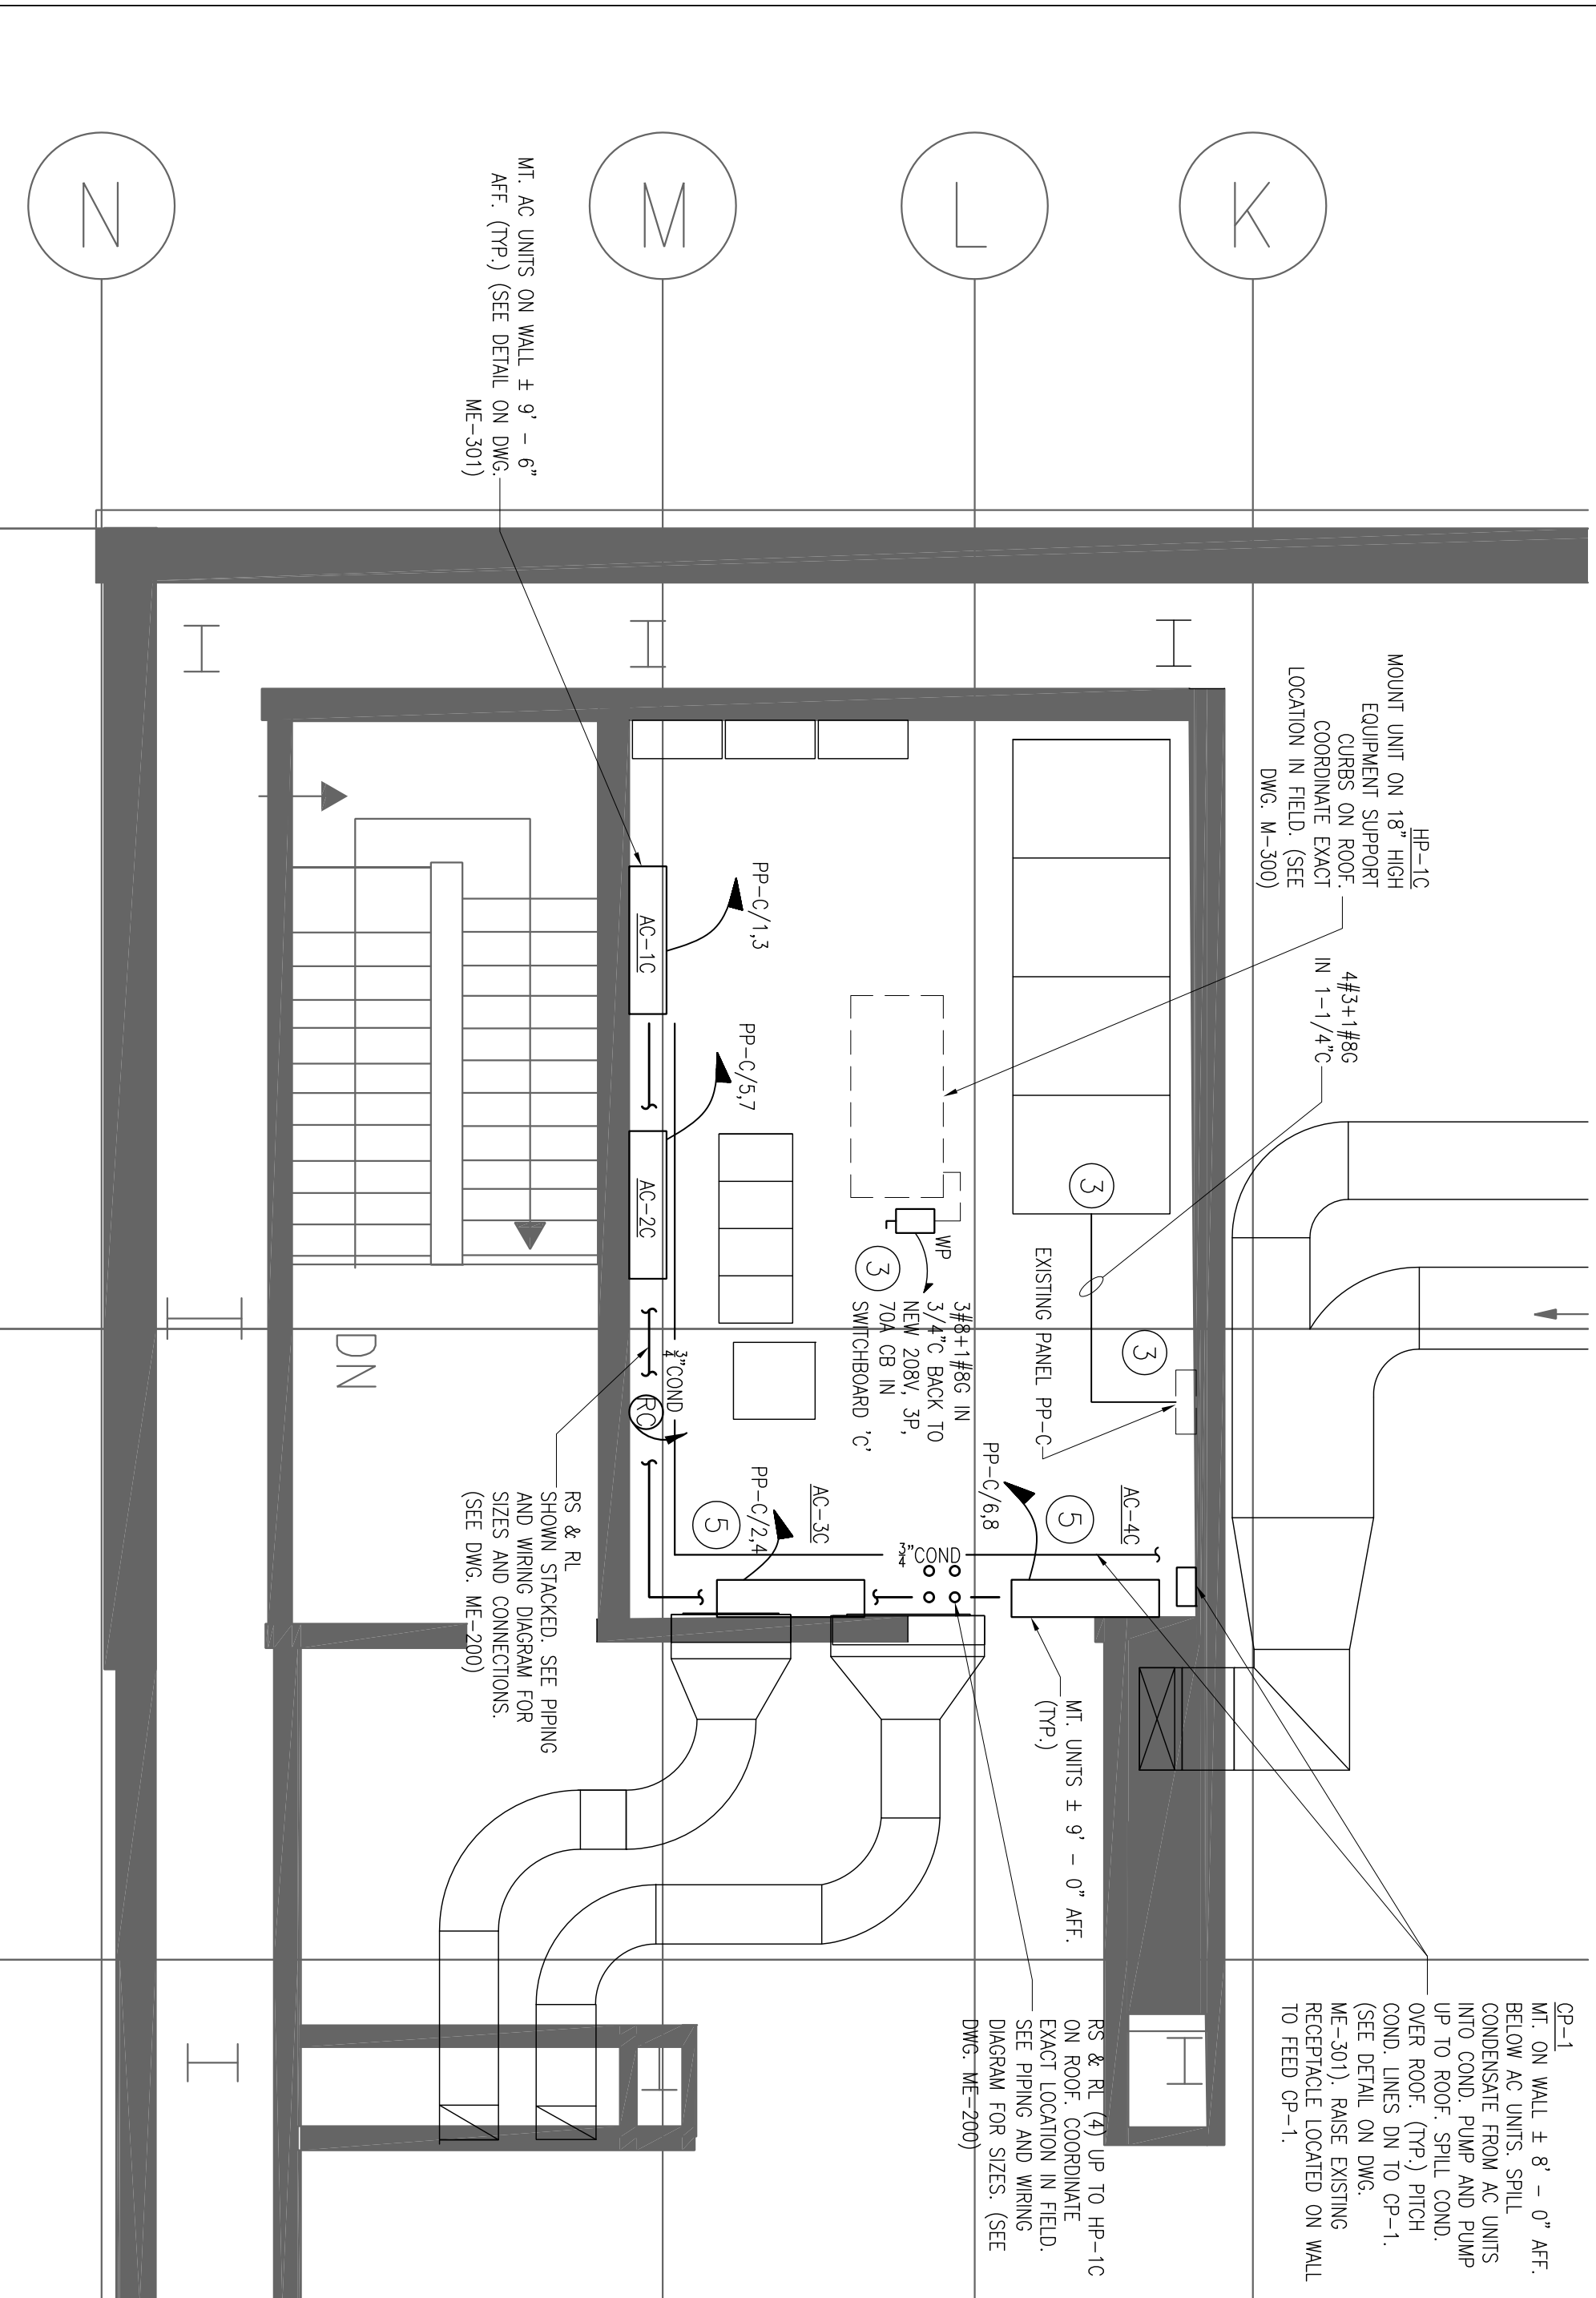 N
M
L
K
MT. AC UNITS ON WALL ± 9' - 6"
AFF. (TYP.) (SEE DETAIL ON DWG.
ME-301)
HP-1C
MOUNT UNIT ON 18" HIGH
EQUIPMENT SUPPORT
CURBS ON ROOF.
COORDINATE EXACT
LOCATION IN FIELD. (SEE
DWG. M-300)
4#3+1#8G
IN 1-1/4"C
3
3
EXISTING PANEL PP-C
WP
3
3#8+1#8G IN
3/4"C BACK TO
NEW 208V, 3P,
70A CB IN
SWITCHBOARD 'C'
PP-C/1,3
AC-1C
PP-C/5,7
AC-2C
DN
3/4"COND
RC
AC-4C
5
PP-C/6,8
AC-3C
PP-C/2,4
5
3/4"COND
RS & RL
SHOWN STACKED. SEE PIPING
AND WIRING DIAGRAM FOR
SIZES AND CONNECTIONS.
(SEE DWG. ME-200)
MT. UNITS ± 9' - 0" AFF.
(TYP.)
CP-1
MT. ON WALL ± 8' - 0" AFF.
BELOW AC UNITS. SPILL
CONDENSATE FROM AC UNITS
INTO COND. PUMP AND PUMP
UP TO ROOF. SPILL COND.
OVER ROOF. (TYP.) PITCH
COND. LINES DN TO CP-1.
(SEE DETAIL ON DWG.
ME-301). RAISE EXISTING
RECEPTACLE LOCATED ON WALL
TO FEED CP-1.
RS & RL (4) UP TO HP-1C
ON ROOF. COORDINATE
EXACT LOCATION IN FIELD.
SEE PIPING AND WIRING
DIAGRAM FOR SIZES. (SEE
DWG. ME-200)